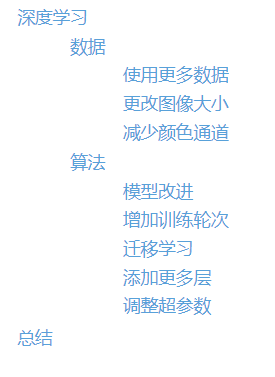 深度学习
数据
使用更多数据
更改图像大小
减少颜色通道
算法
模型改进
增加训练轮次
迁移学习
添加更多层
调整超参数
总结